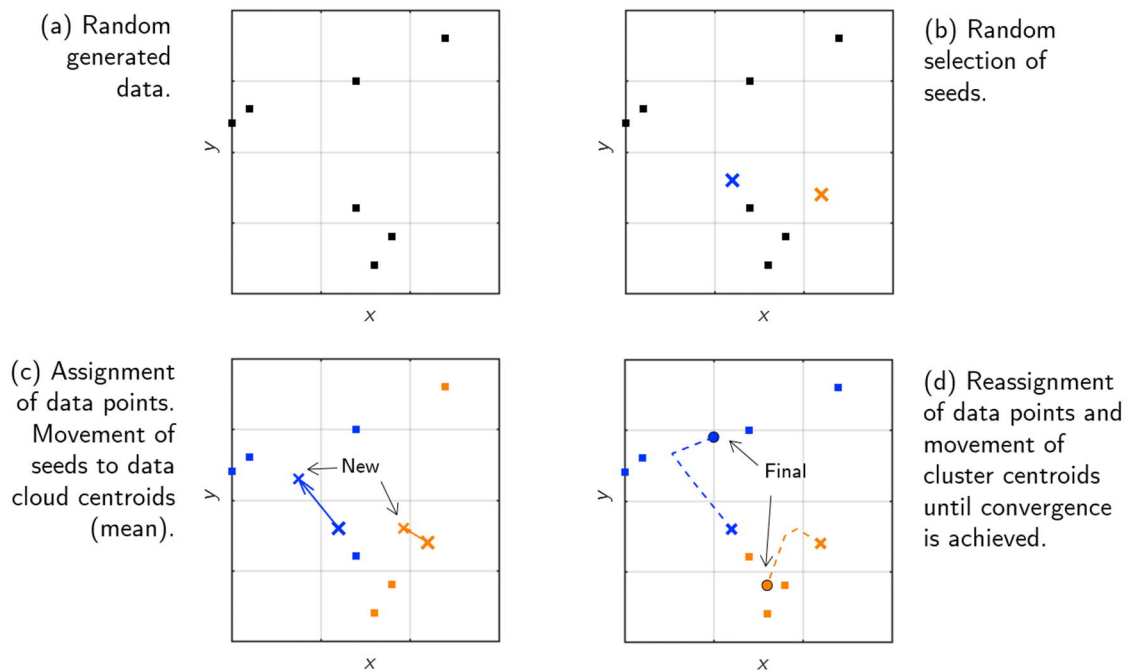 (a) Random
generated
data.
y
x
(b) Random
selection of
seeds.
y
x
(c) Assignment
of data points.
Movement of
seeds to data
cloud centroids
(mean).
New
y
x
(d) Reassignment
of data points and
movement of
cluster centroids
until convergence
is achieved.
Final
y
x